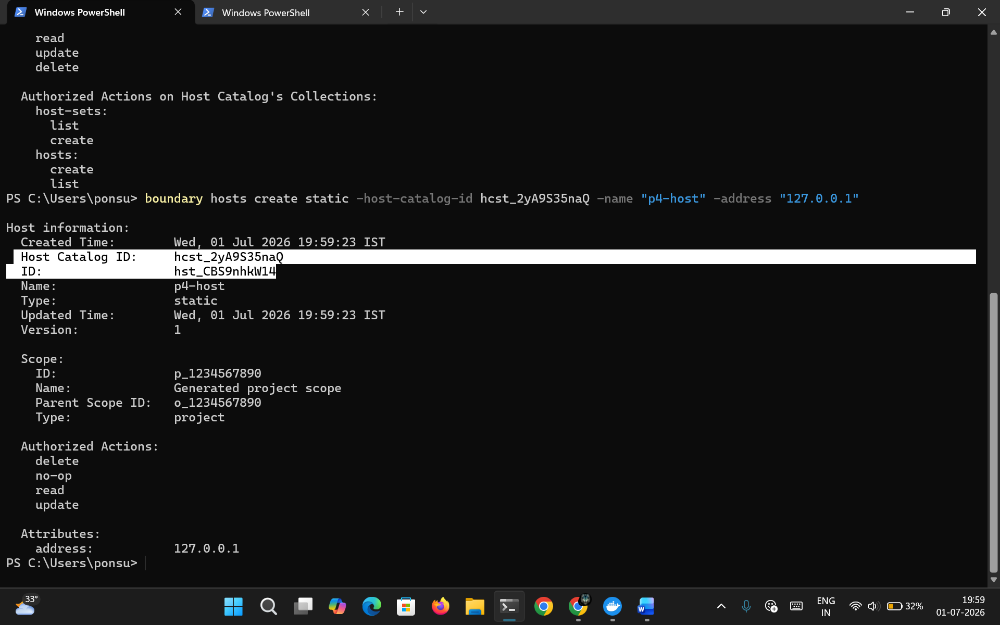 Windows PowerShell
Windows PowerShell
read
update
delete
Authorized Actions on Host Catalog's Collections:
host-sets:
list
create
hosts:
create
list
PS C:\Users\ponsu> boundary hosts create static -host-catalog-id hcst_2yA9S35naQ -name "p4-host" -address "127.0.0.1"
Host information:
Created Time: Wed, 01 Jul 2026 19:59:23 IST
Host Catalog ID: hcst_2yA9S35naQ
ID: hst_CBS9nhkW14
Name: p4-host
Type: static
Updated Time: Wed, 01 Jul 2026 19:59:23 IST
Version: 1
Scope:
ID: p_1234567890
Name: Generated project scope
Parent Scope ID: o_1234567890
Type: project
Authorized Actions:
delete
no-op
read
update
Attributes:
address: 127.0.0.1
PS C:\Users\ponsu>
33°
W
ENG
IN
32%
19:59
01-07-2026